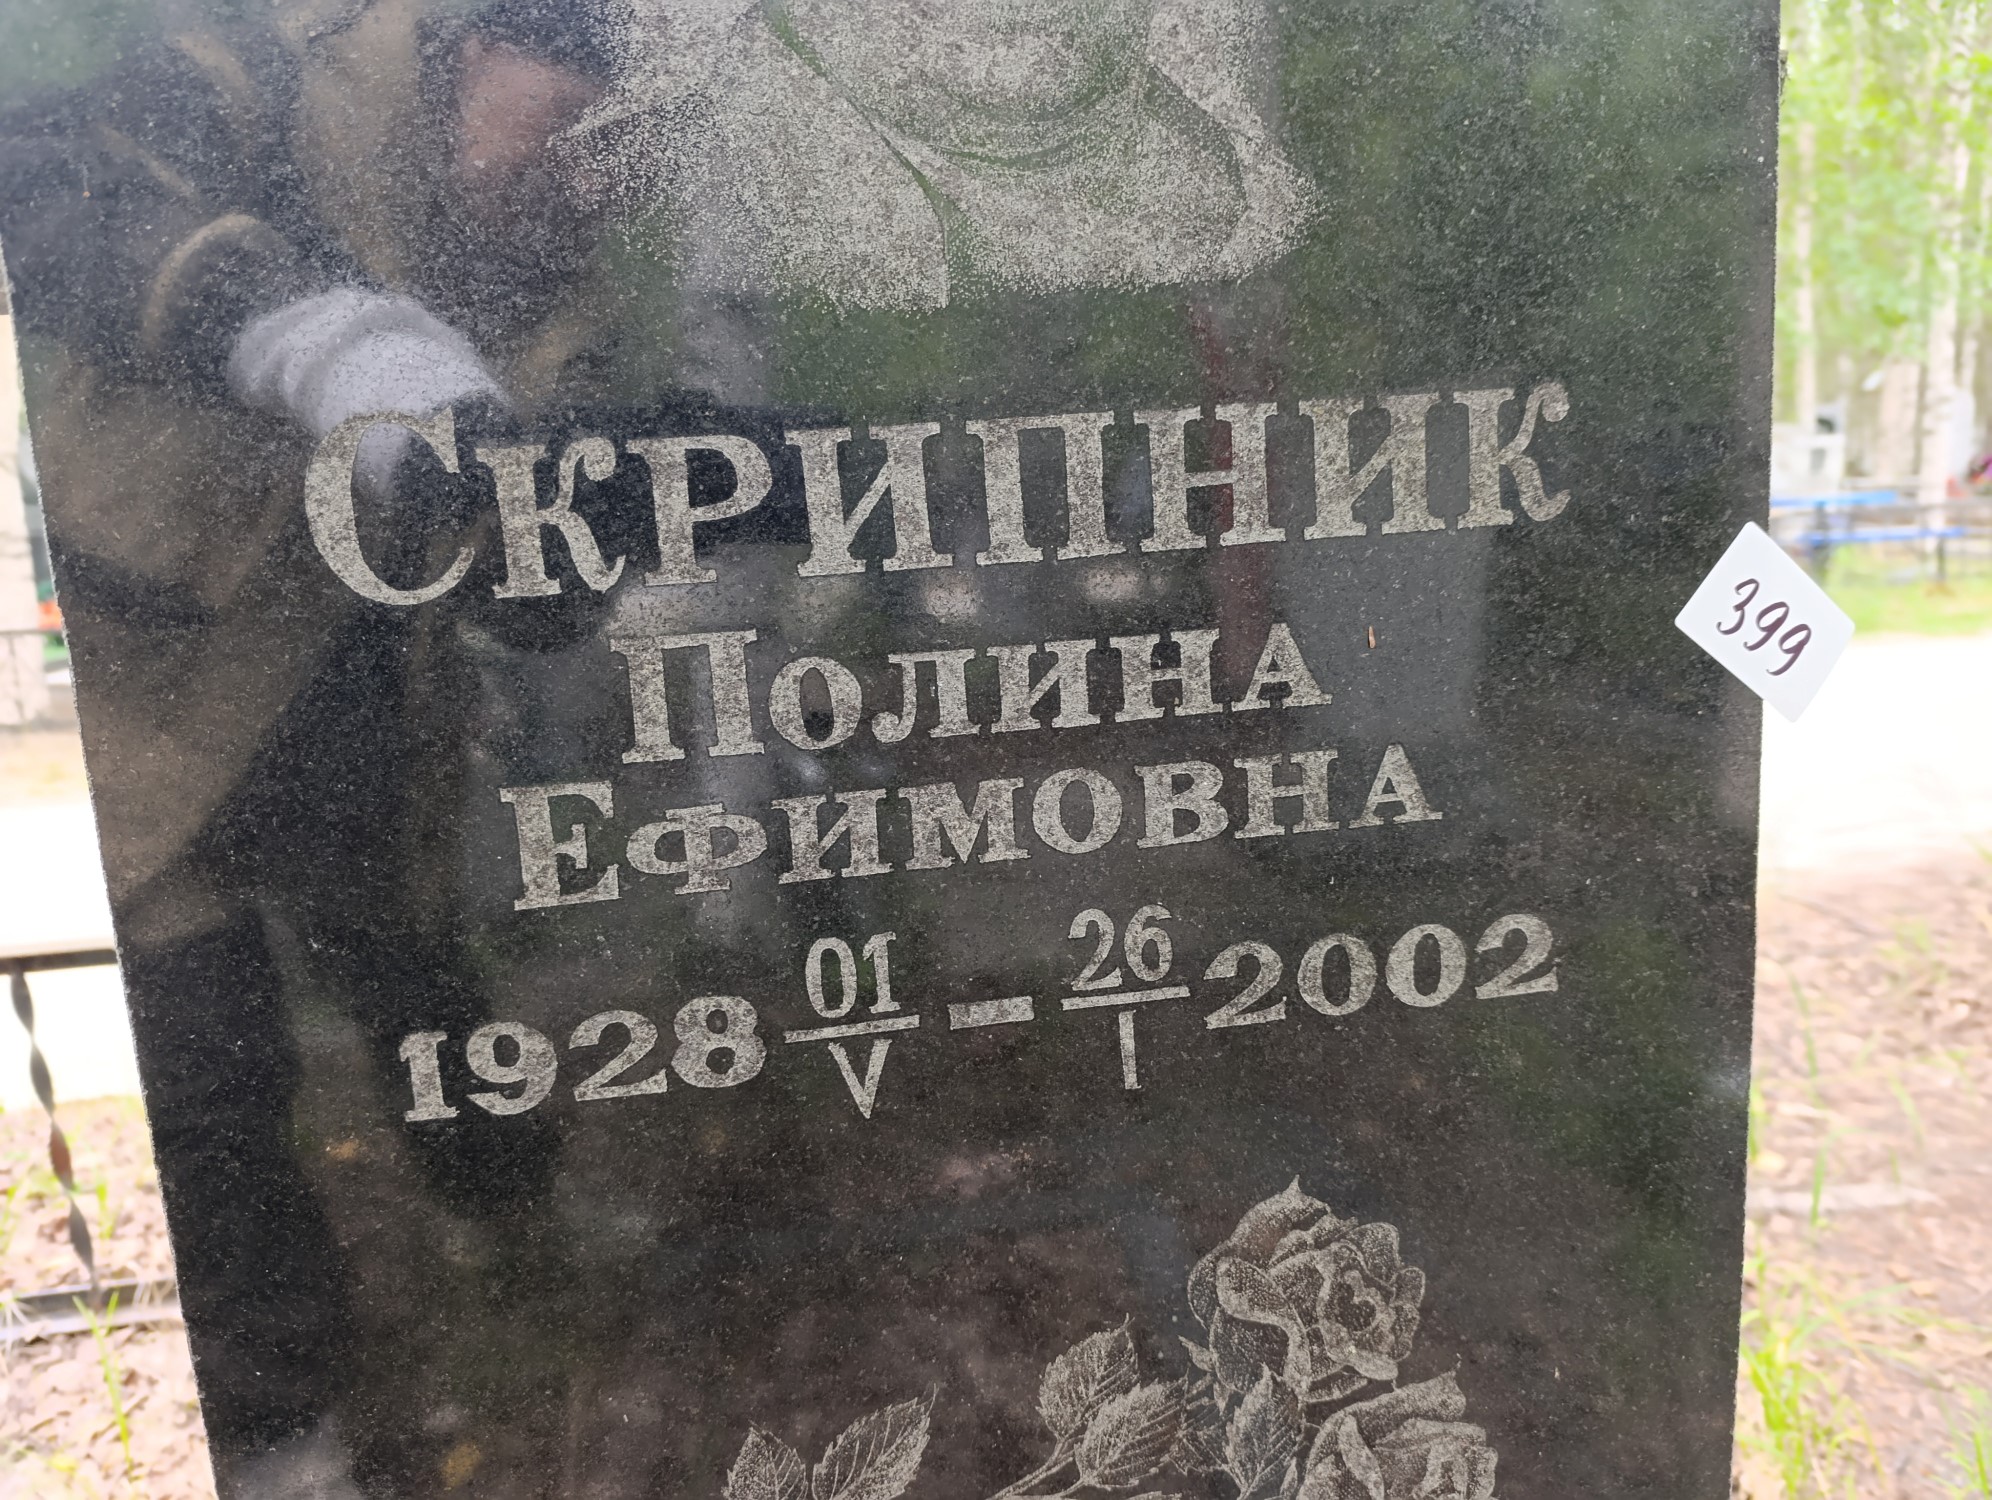 Скрипник
Полина
Ефимовна
1928 01/V – 26/I 2002
399